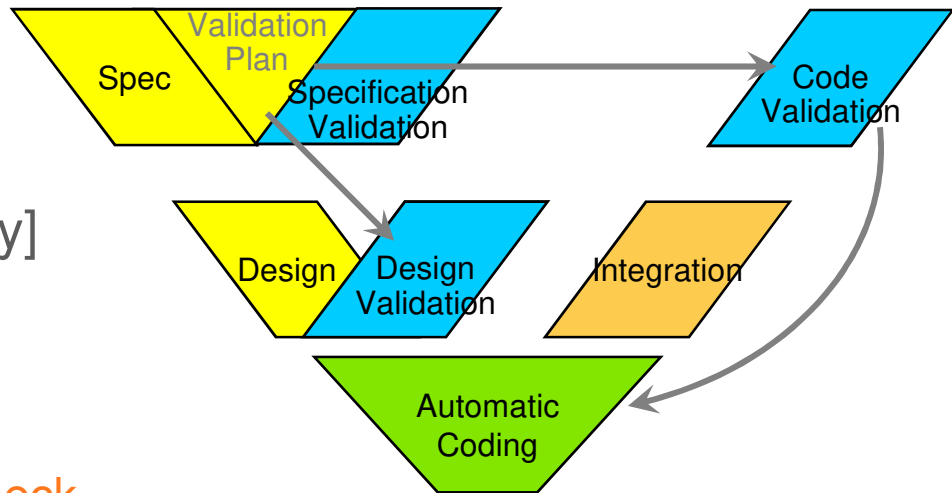 Validation
Plan
Spec
Specification
Validation
Code
Validation
y]
Design
Design
Validation
Integration
Automatic
Coding